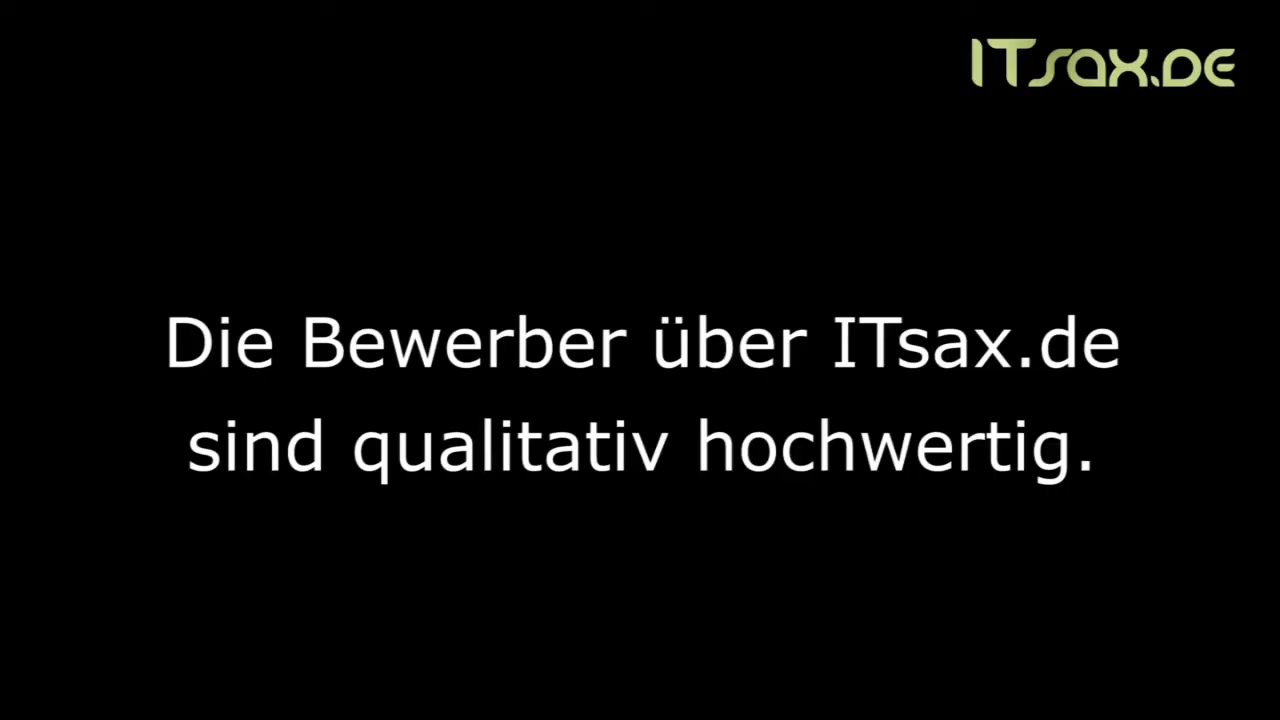 ITsax.DE
Die Bewerber über ITsax.de
sind qualitativ hochwertig.